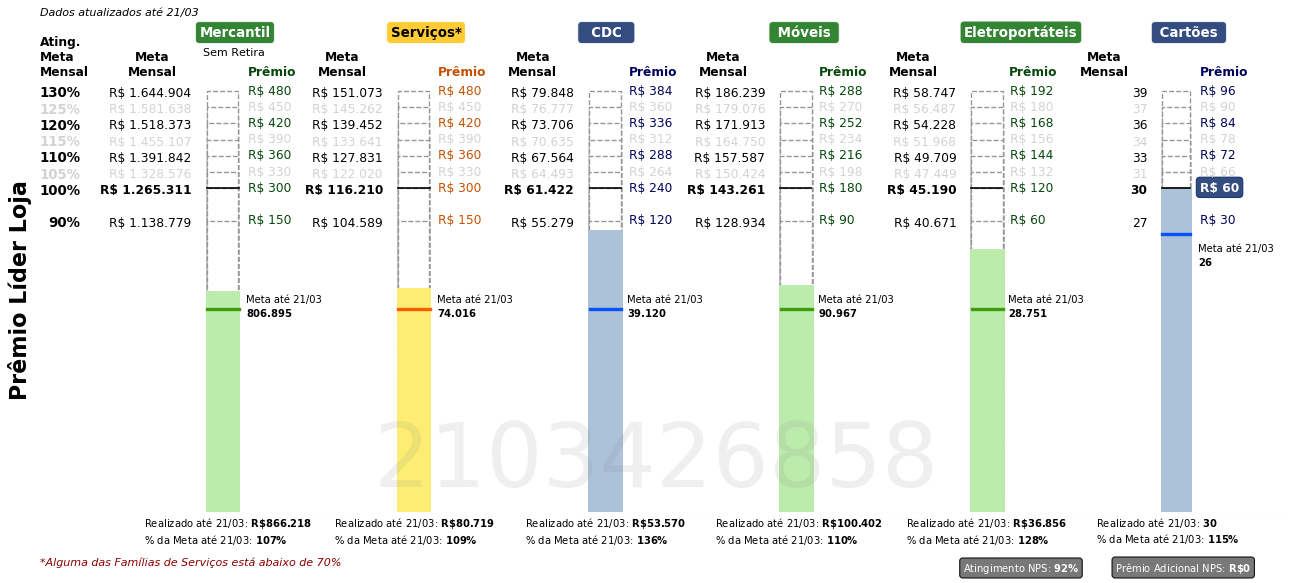 Dados atualizados até 21/03
Mercantil Serviços* CDC Móveis Eletroportáteis Cartões
Sem Retira
Ating. Meta Mensal Meta Mensal Prêmio Meta Mensal Prêmio Meta Mensal Prêmio Meta Mensal Prêmio Meta Mensal Prêmio Meta Mensal Prêmio
130% R$ 1.644.904 R$ 480 R$ 151.073 R$ 480 R$ 79.848 R$ 384 R$ 186.239 R$ 288 R$ 58.747 R$ 192 39 R$ 96
125% R$ 1.581.638 R$ 450 R$ 145.262 R$ 450 R$ 76.777 R$ 360 R$ 179.076 R$ 270 R$ 56.487 R$ 180 37 R$ 90
120% R$ 1.518.373 R$ 420 R$ 139.452 R$ 420 R$ 73.706 R$ 336 R$ 171.913 R$ 252 R$ 54.228 R$ 168 36 R$ 84
115% R$ 1.455.107 R$ 390 R$ 133.641 R$ 390 R$ 70.635 R$ 312 R$ 164.750 R$ 234 R$ 51.968 R$ 156 34 R$ 78
110% R$ 1.391.842 R$ 360 R$ 127.831 R$ 360 R$ 67.564 R$ 288 R$ 157.587 R$ 216 R$ 49.709 R$ 144 33 R$ 72
105% R$ 1.328.576 R$ 330 R$ 122.020 R$ 330 R$ 64.493 R$ 264 R$ 150.424 R$ 198 R$ 47.449 R$ 132 31 R$ 66
100% R$ 1.265.311 R$ 300 R$ 116.210 R$ 300 R$ 61.422 R$ 240 R$ 143.261 R$ 180 R$ 45.190 R$ 120 30 R$ 60
90% R$ 1.138.779 R$ 150 R$ 104.589 R$ 150 R$ 55.279 R$ 120 R$ 128.934 R$ 90 R$ 40.671 R$ 60 27 R$ 30
Prêmio Líder Loja
Meta até 21/03
26
Meta até 21/03 Meta até 21/03 Meta até 21/03 Meta até 21/03 Meta até 21/03
806.895 74.016 39.120 90.967 28.751
2103426858
Realizado até 21/03: R$866.218 Realizado até 21/03: R$80.719 Realizado até 21/03: R$53.570 Realizado até 21/03: R$100.402 Realizado até 21/03: R$36.856 Realizado até 21/03: 30
% da Meta até 21/03: 107% % da Meta até 21/03: 109% % da Meta até 21/03: 136% % da Meta até 21/03: 110% % da Meta até 21/03: 128% % da Meta até 21/03: 115%
*Alguma das Famílias de Serviços está abaixo de 70%
Atingimento NPS: 92% Prêmio Adicional NPS: R$0